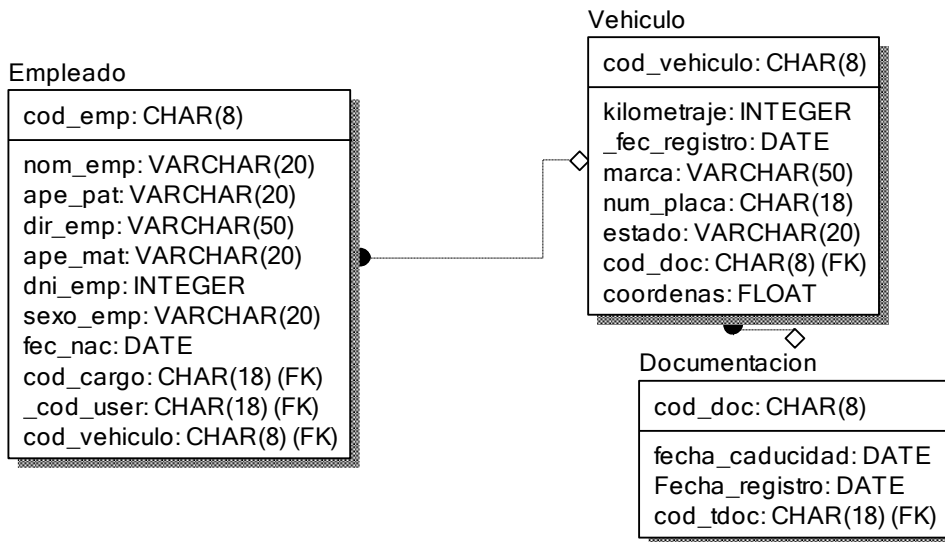 Empleado
cod_emp: CHAR(8)
nom_emp: VARCHAR(20)
ape_pat: VARCHAR(20)
dir_emp: VARCHAR(50)
ape_mat: VARCHAR(20)
dni_emp: INTEGER
sexo_emp: VARCHAR(20)
fec_nac: DATE
cod_cargo: CHAR(18) (FK)
_cod_user: CHAR(18) (FK)
cod_vehiculo: CHAR(8) (FK)
Vehiculo
cod_vehiculo: CHAR(8)
kilometraje: INTEGER
_fec_registro: DATE
marca: VARCHAR(50)
num_placa: CHAR(18)
estado: VARCHAR(20)
cod_doc: CHAR(8) (FK)
coordenas: FLOAT
Documentacion
cod_doc: CHAR(8)
fecha_caducidad: DATE
Fecha_registro: DATE
cod_tdoc: CHAR(18) (FK)